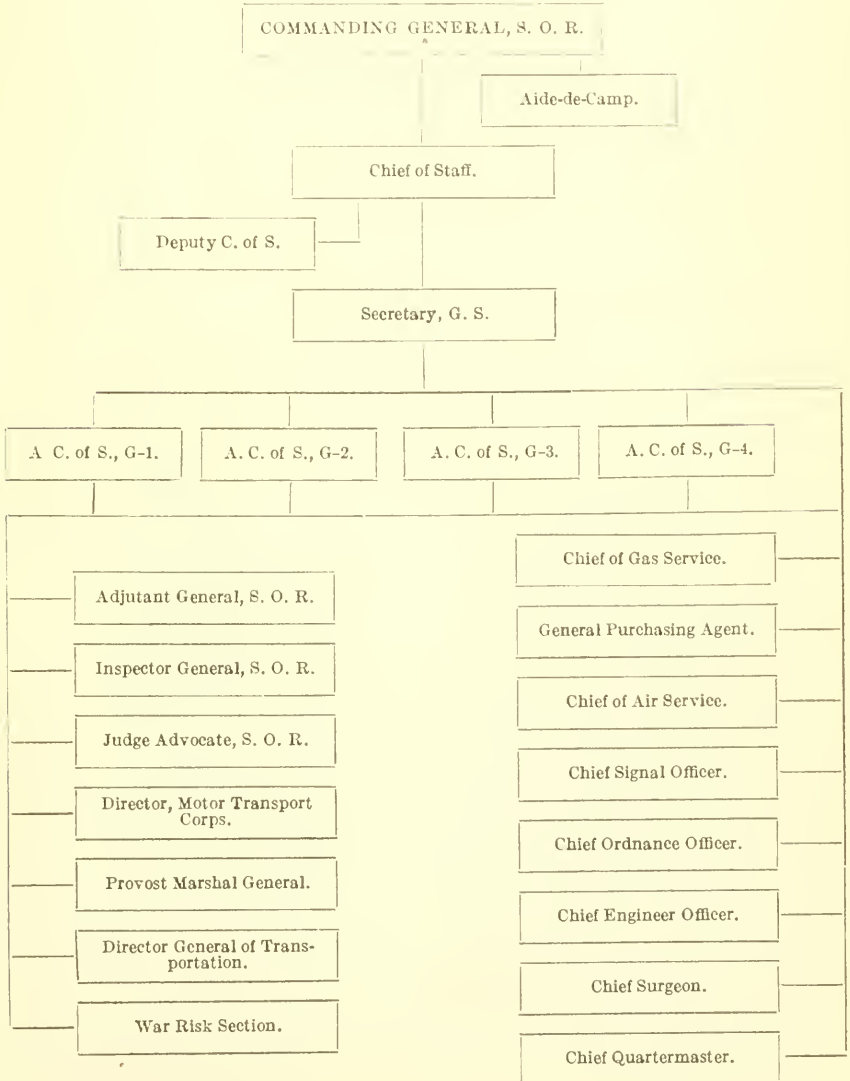 COMMANDING GENERAL, S. O. R.
Aide-de-Camp.
Chief of Staff.
Deputy C. of S.
Secretary, G. S.
A C. of S., G-1.
A. C. of S., G-2.
A. C. of S., G-3.
A. C. of S., G-4.
Adjutant General, S. O. R.
Inspector General, S. O. R.
Judge Advocate, S. O. R.
Director, Motor Transport
Corps.
Provost Marshal General.
Director General of Trans-
portation.
War Risk Section.
Chief of Gas Service.
General Purchasing Agent.
Chief of Air Service.
Chief Signal Officer.
Chief Ordnance Officer.
Chief Engineer Officer.
Chief Surgeon.
Chief Quartermaster.